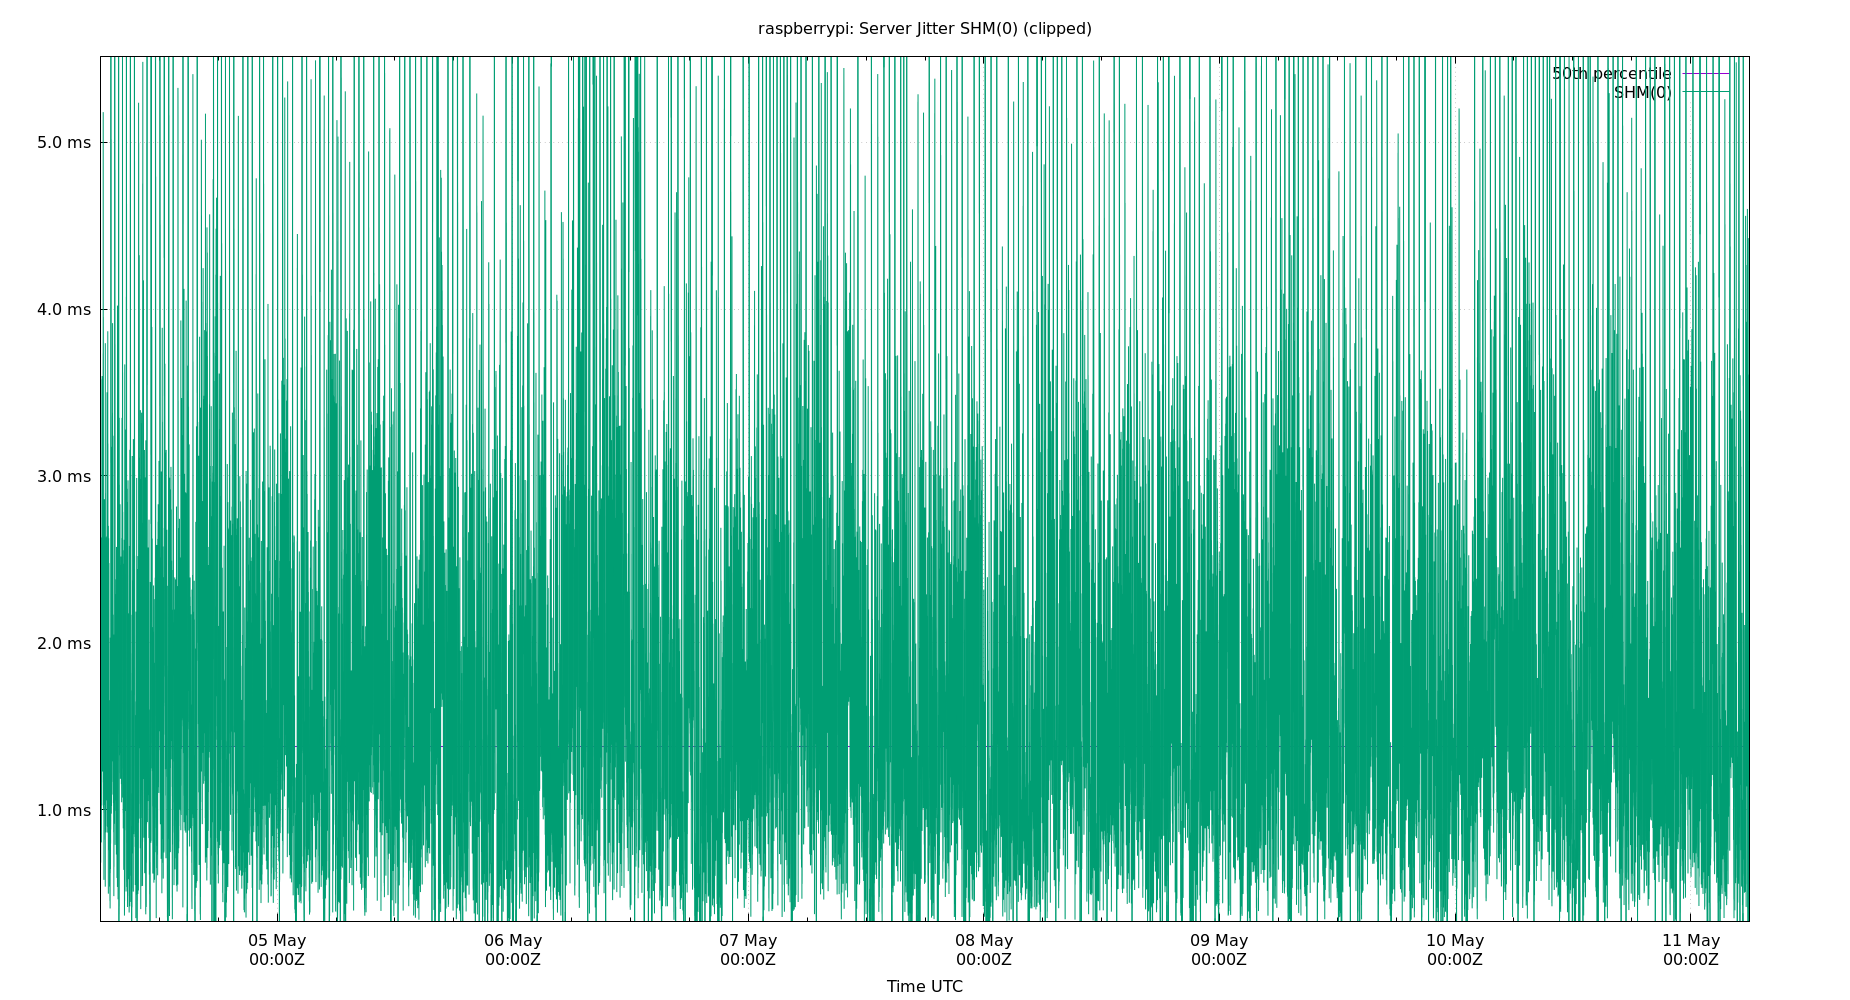 raspberrypi: Server Jitter SHM(0) (clipped)
50th percentile
SHM(0)
5.0 ms
4.0 ms
3.0 ms
2.0 ms
1.0 ms
05 May 06 May 07 May 08 May 09 May 10 May 11 May
00:00Z 00:00Z 00:00Z 00:00Z 00:00Z 00:00Z 00:00Z
Time UTC